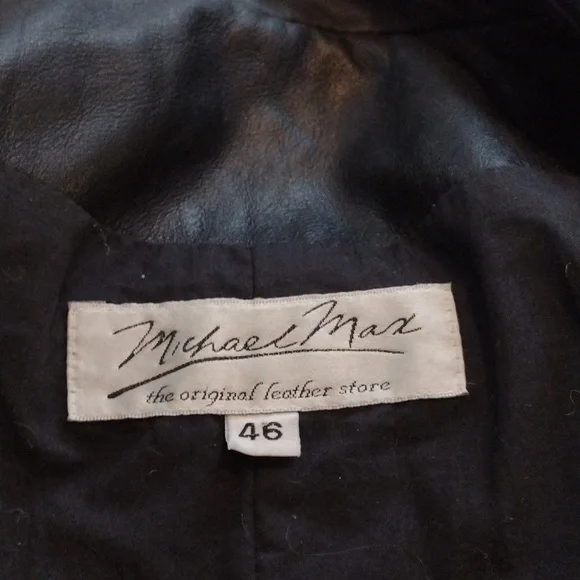 Michael Max
the original leather store
46